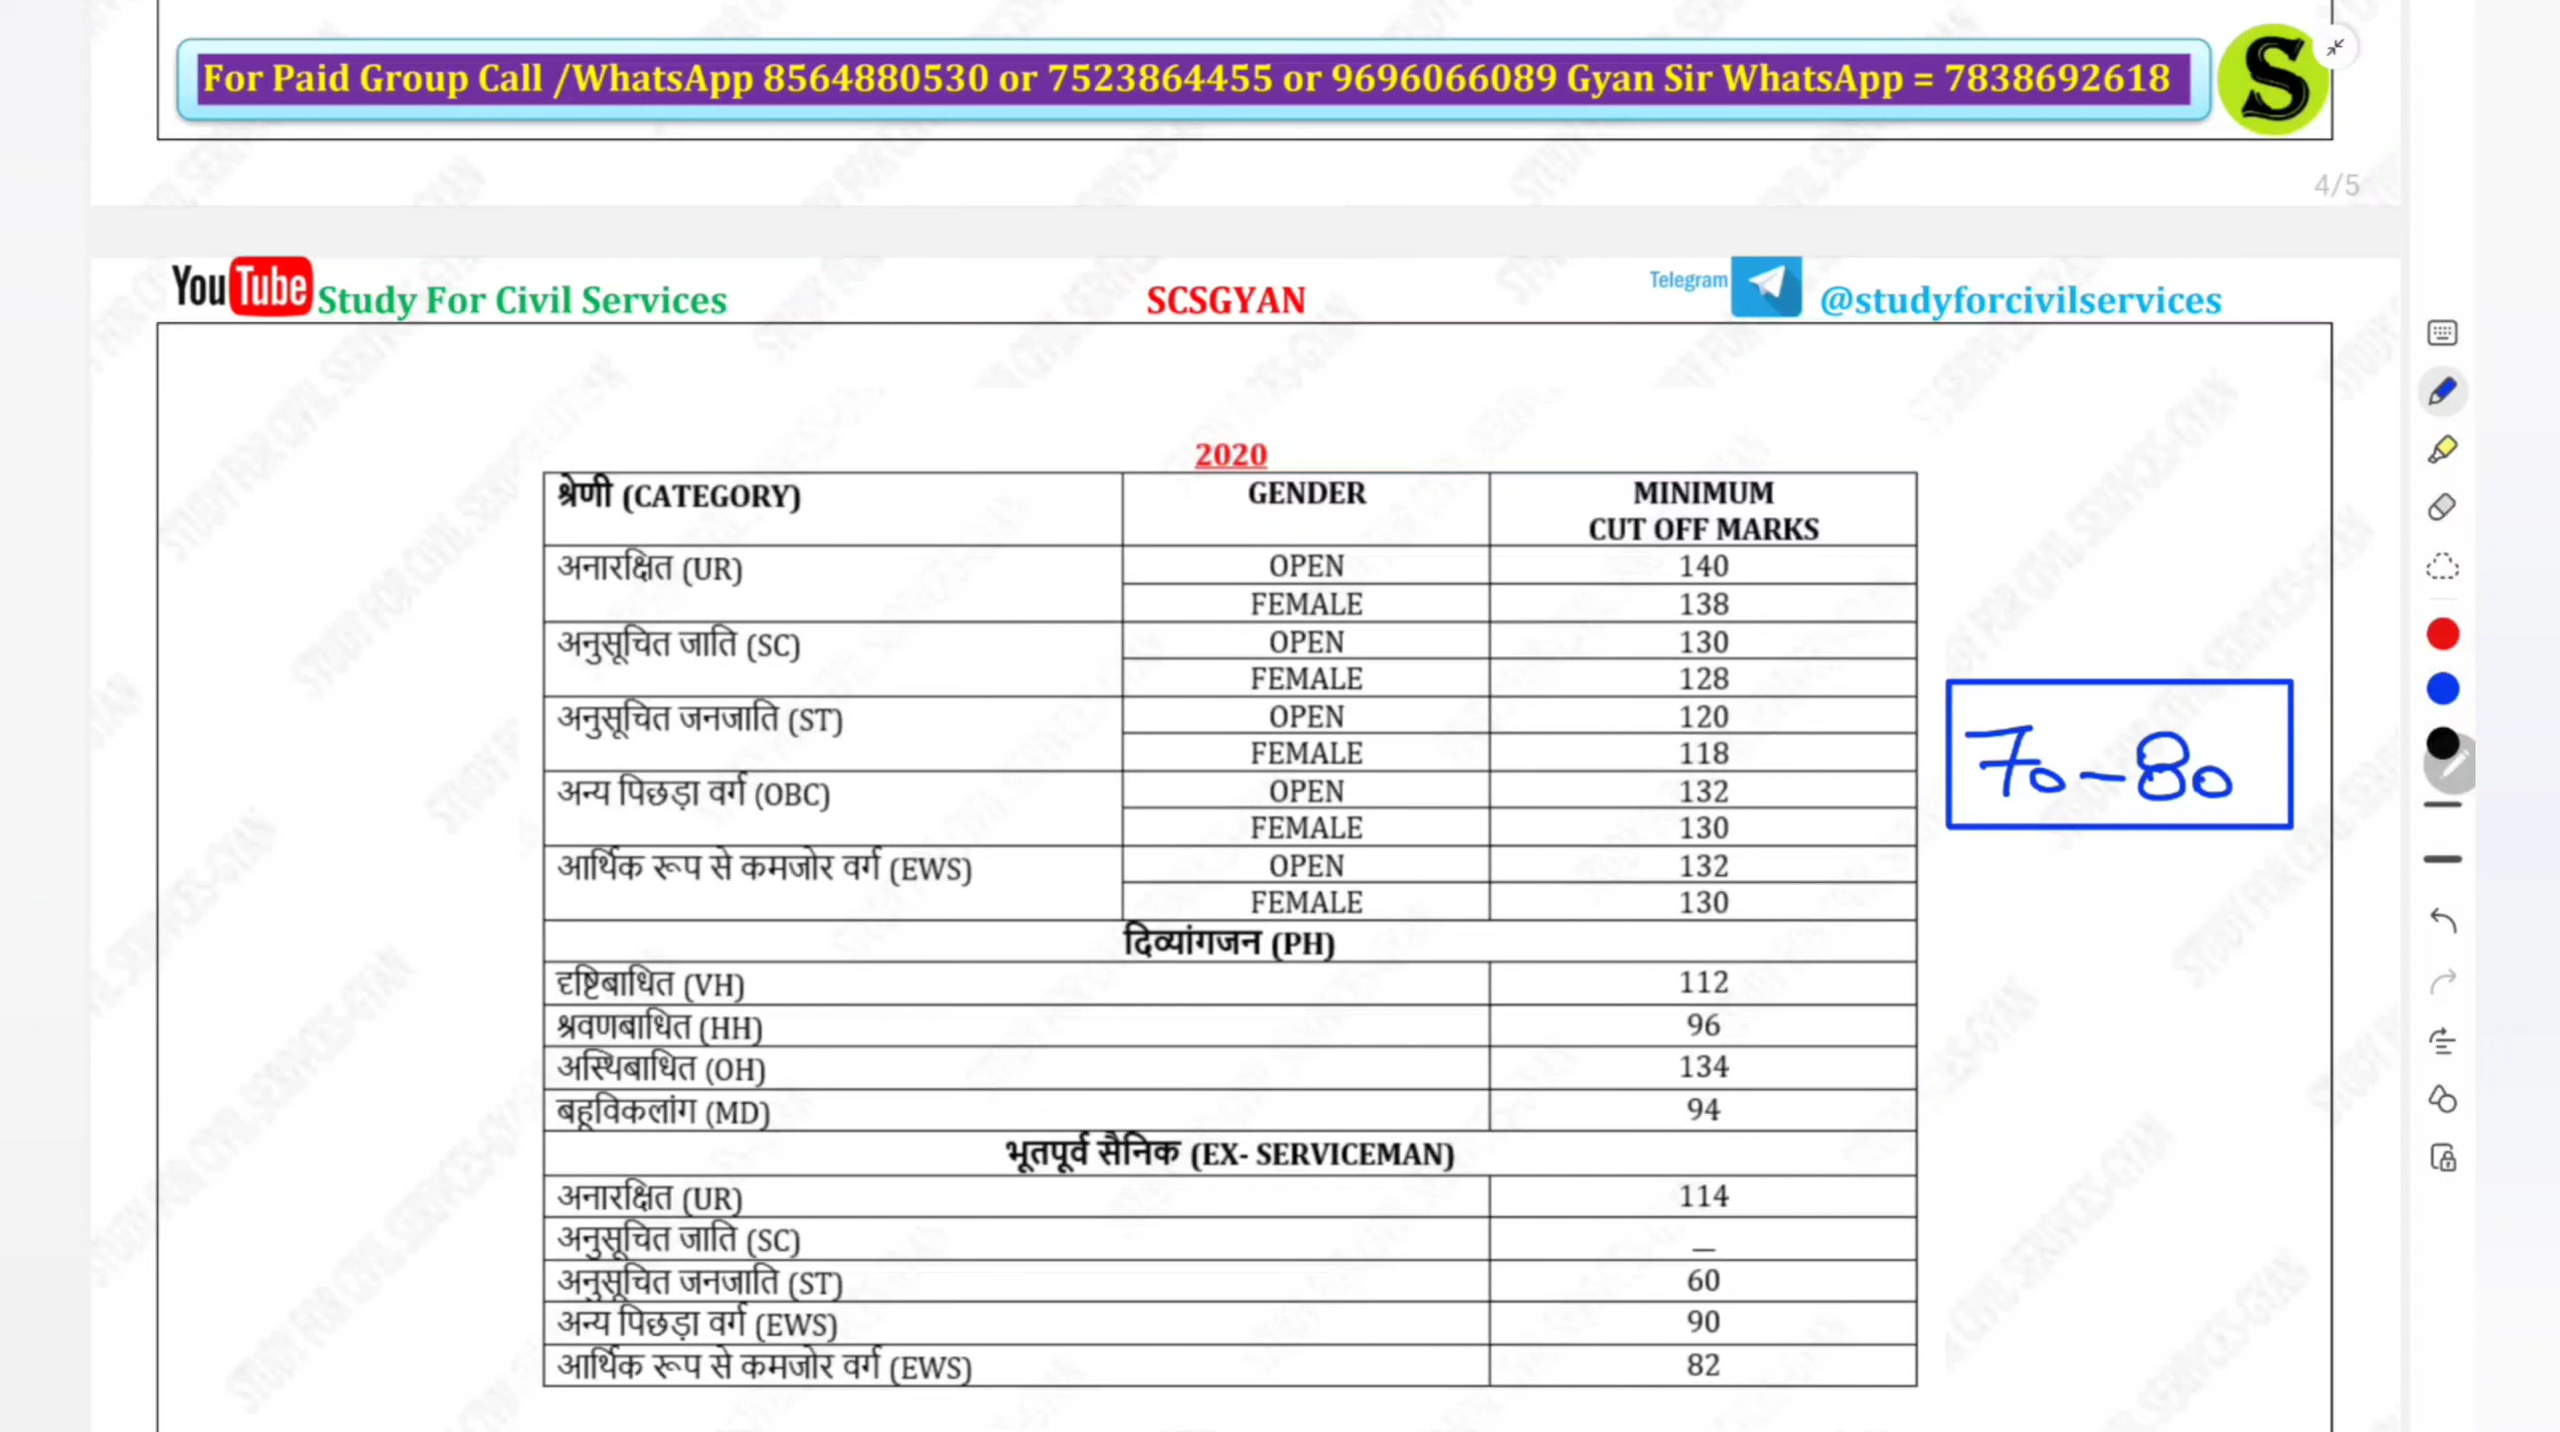 For Paid Group Call /WhatsApp 8564880530 or 7523864455 or 9696066089 Gyan Sir WhatsApp = 7838692618
S
4/5
YouTube Study For Civil Services SCSGYAN Telegram @studyforcivilservices
2020
श्रेणी (CATEGORY) GENDER MINIMUM
CUT OFF MARKS
अनारक्षित (UR) OPEN 140
FEMALE 138
अनुसूचित जाति (SC) OPEN 130
FEMALE 128
अनुसूचित जनजाति (ST) OPEN 120
FEMALE 118
अन्य पिछड़ा वर्ग (OBC) OPEN 132
FEMALE 130
आर्थिक रूप से कमजोर वर्ग (EWS) OPEN 132
FEMALE 130
70-80
दिव्यांगजन (PH)
दृष्टिबाधित (VH) 112
श्रवणबाधित (HH) 96
अस्थिबाधित (OH) 134
बहूविकलांग (MD) 94
भूतपूर्व सैनिक (EX- SERVICEMAN)
अनारक्षित (UR) 114
अनुसूचित जाति (SC) —
अनुसूचित जनजाति (ST) 60
अन्य पिछड़ा वर्ग (EWS) 90
आर्थिक रूप से कमजोर वर्ग (EWS) 82